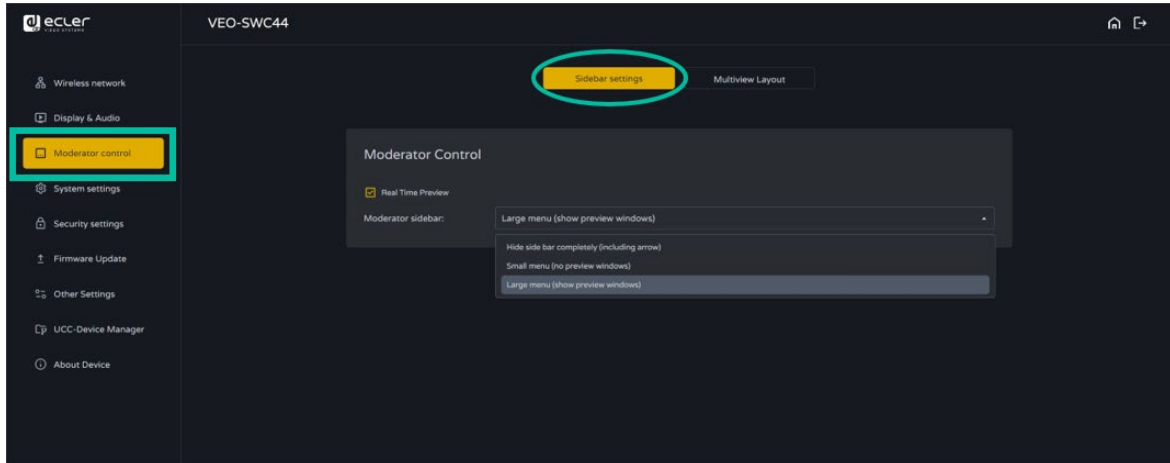 ecler
VIDEO SYSTEMS
VEO-SWC44
Wireless network
Display & Audio
Moderator control
System settings
Security settings
Firmware Update
Other Settings
UCC-Device Manager
About Device
Sidebar settings
Multiview Layout
Moderator Control
Real Time Preview
Moderator sidebar:
Large menu (show preview windows)
Hide side bar completely (including arrow)
Small menu (no preview windows)
Large menu (show preview windows)